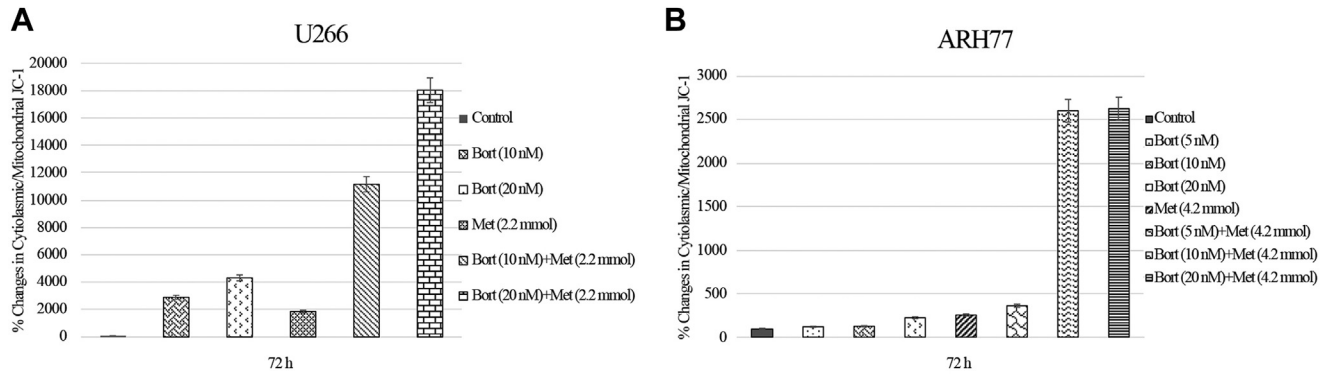 A
U266
% Changes in Cytiolasmic/Mitochondrial JC-1
20000
18000
16000
14000
12000
10000
8000
6000
4000
2000
0
72 h
Control
Bort (10 nM)
Bort (20 nM)
Met (2.2 mmol)
Bort (10 nM)+Met (2.2 mmol)
Bort (20 nM)+Met (2.2 mmol)
B
ARH77
% Changes in Cytiolasmic/Mitochondrial JC-1
3000
2500
2000
1500
1000
500
0
72 h
Control
Bort (5 nM)
Bort (10 nM)
Bort (20 nM)
Met (4.2 mmol)
Bort (5 nM)+Met (4.2 mmol)
Bort (10 nM)+Met (4.2 mmol)
Bort (20 nM)+Met (4.2 mmol)